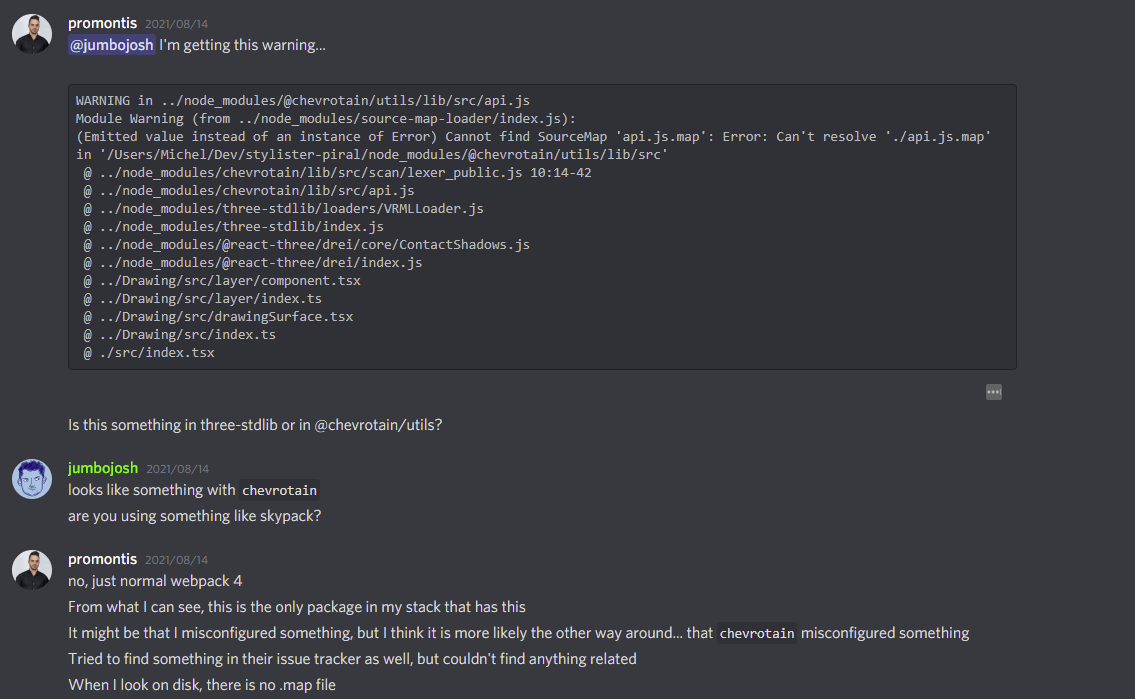 promontis 2021/08/14
@jumbojosh I'm getting this warning...
WARNING in ../node_modules/@chevrotain/utils/lib/src/api.js
Module Warning (from ../node_modules/source-map-loader/index.js):
(Emitted value instead of an instance of Error) Cannot find SourceMap 'api.js.map': Error: Can't resolve './api.js.map'
in '/Users/Michel/Dev/stylister-piral/node_modules/@chevrotain/utils/lib/src'
@ ../node_modules/chevrotain/lib/src/scan/lexer_public.js 10:14-42
@ ../node_modules/chevrotain/lib/src/api.js
@ ../node_modules/three-stdlib/loaders/VRMLLoader.js
@ ../node_modules/three-stdlib/index.js
@ ../node_modules/@react-three/drei/core/ContactShadows.js
@ ../node_modules/@react-three/drei/index.js
@ ../Drawing/src/layer/component.tsx
@ ../Drawing/src/layer/index.ts
@ ../Drawing/src/drawingSurface.tsx
@ ../Drawing/src/index.ts
@ ./src/index.tsx
Is this something in three-stdlib or in @chevrotain/utils?
jumbojosh 2021/08/14
looks like something with chevrotain
are you using something like skypack?
promontis 2021/08/14
no, just normal webpack 4
From what I can see, this is the only package in my stack that has this
It might be that I misconfigured something, but I think it is more likely the other way around... that chevrotain misconfigured something
Tried to find something in their issue tracker as well, but couldn't find anything related
When I look on disk, there is no .map file